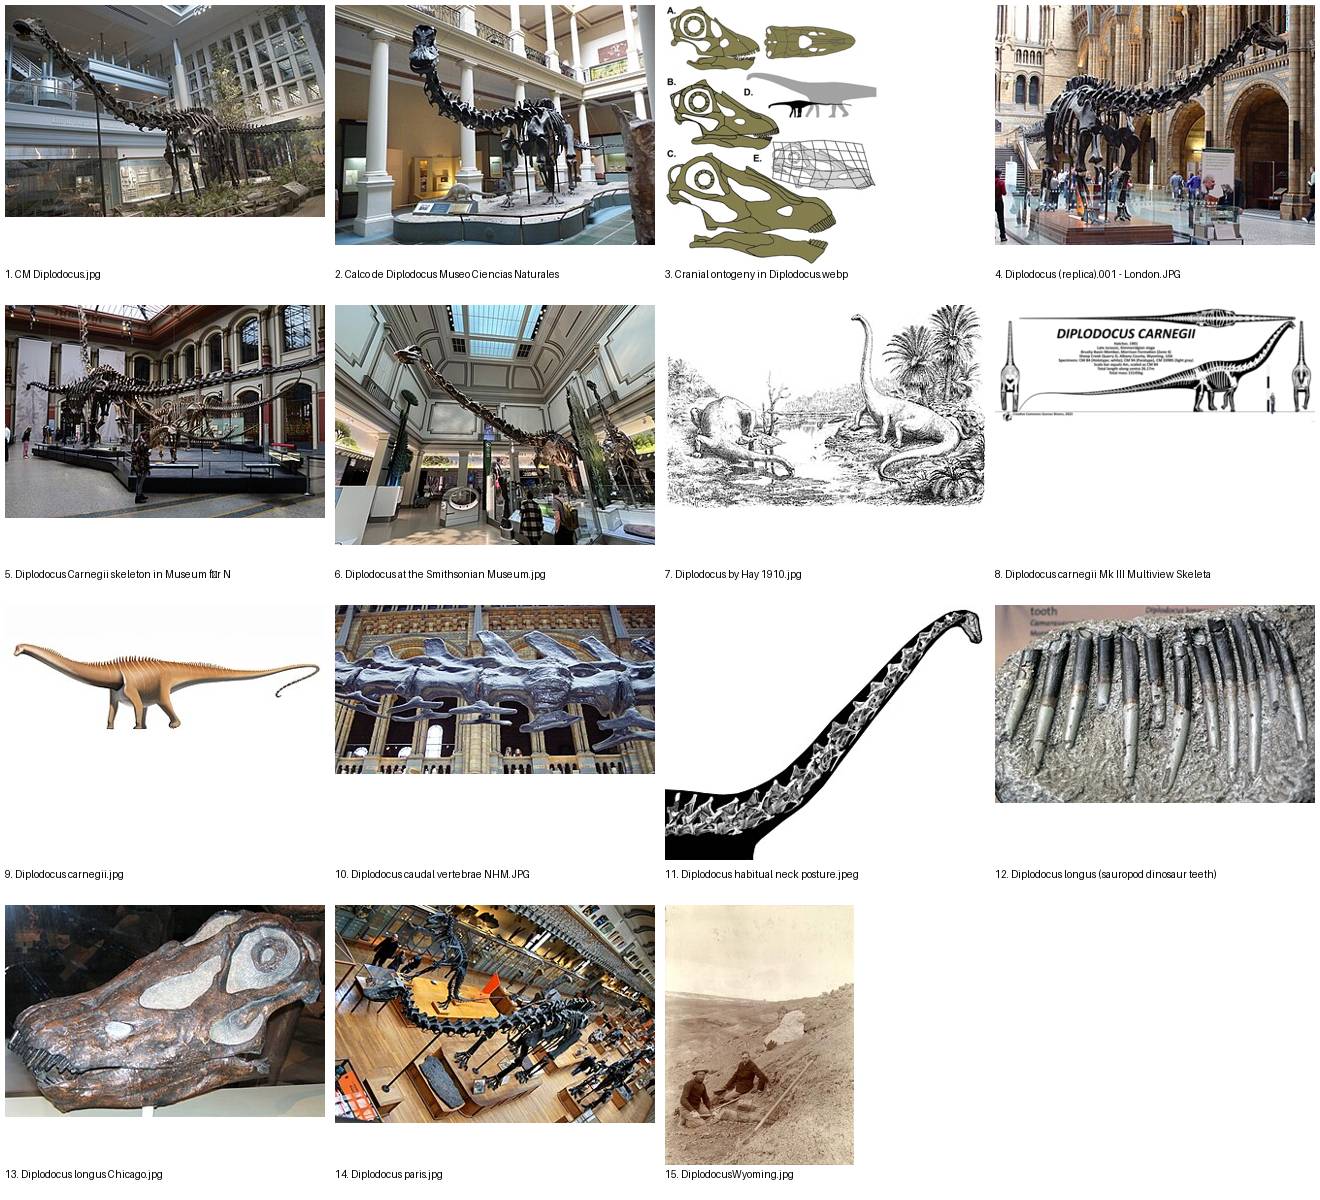 A.
B.
D.
C.
E.
1. CM Diplodocus.jpg
2. Calco de Diplodocus Museo Ciencias Naturales
3. Cranial ontogeny in Diplodocus.webp
4. Diplodocus (replica).001 - London.JPG
DIPLODOCUS CARNEGII
Hatcher, 1901
5. Diplodocus Carnegii skeleton in Museum f
6. Diplodocus at the Smithsonian Museum.jpg
7. Diplodocus by Hay 1910.jpg
8. Diplodocus carnegii Mk III Multiview Skeleta
tooth
9. Diplodocus carnegii.jpg
10. Diplodocus caudal vertebrae NHM.JPG
11. Diplodocus habitual neck posture.jpeg
12. Diplodocus longus (sauropod dinosaur teeth)
13. Diplodocus longus Chicago.jpg
14. Diplodocus paris.jpg
15. DiplodocusWyoming.jpg